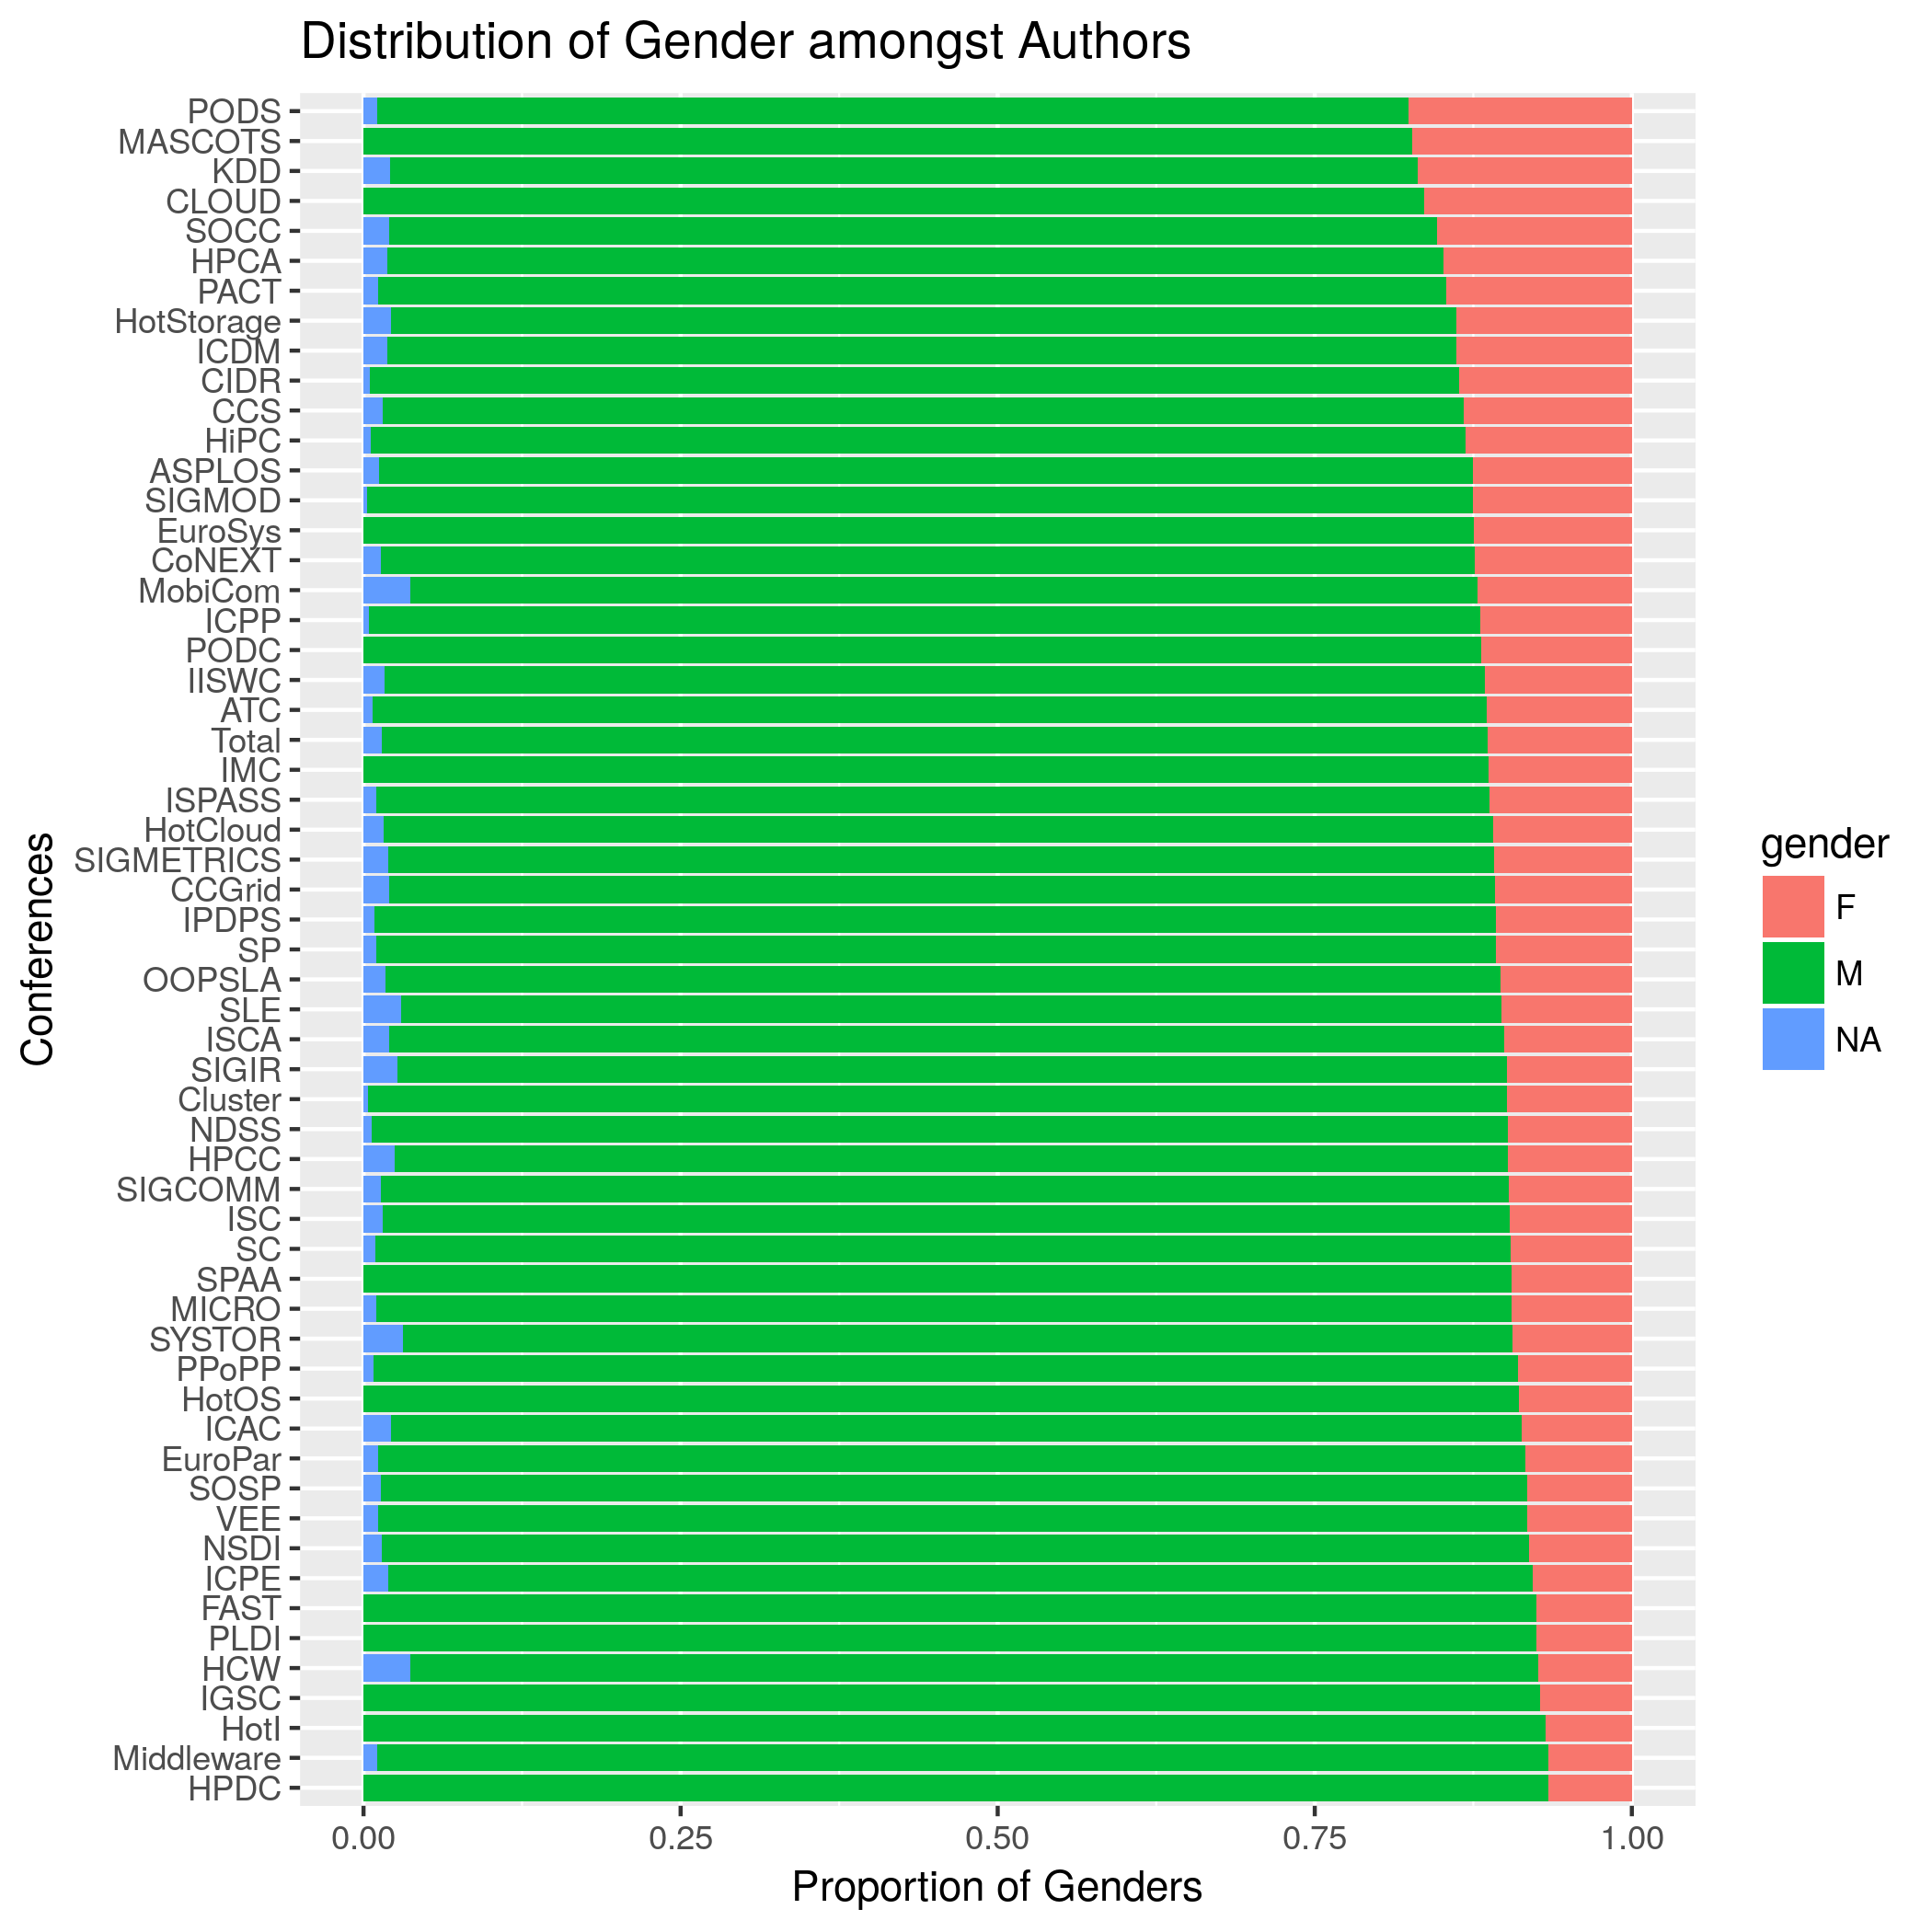 Distribution of Gender amongst Authors
Conferences
PODS
MASCOTS
KDD
CLOUD
SOCC
HPCA
PACT
HotStorage
ICDM
CIDR
CCS
HiPC
ASPLOS
SIGMOD
EuroSys
CoNEXT
MobiCom
ICPP
PODC
IISWC
ATC
Total
IMC
ISPASS
HotCloud
SIGMETRICS
CCGrid
IPDPS
SP
OOPSLA
SLE
ISCA
SIGIR
Cluster
NDSS
HPCC
SIGCOMM
ISC
SC
SPAA
MICRO
SYSTOR
PPoPP
HotOS
ICAC
EuroPar
SOSP
VEE
NSDI
ICPE
FAST
PLDI
HCW
IGSC
HotI
Middleware
HPDC
0.00 0.25 0.50 0.75 1.00
Proportion of Genders
gender
F
M
NA